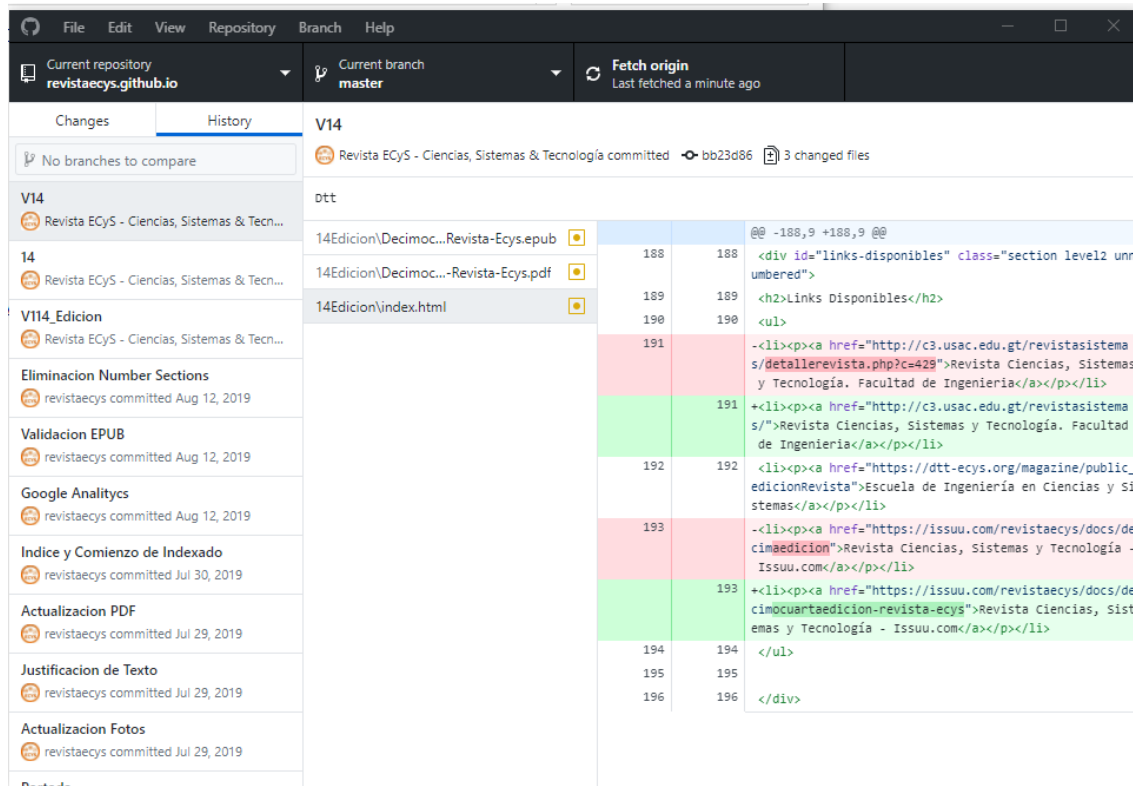 File Edit View Repository Branch Help
Current repository
revistaecys.github.io
Current branch
master
Fetch origin
Last fetched a minute ago
Changes History
No branches to compare
V14
Revista ECyS - Ciencias, Sistemas & Tecn...
14
Revista ECyS - Ciencias, Sistemas & Tecn...
V114_Edicion
Revista ECyS - Ciencias, Sistemas & Tecn...
Eliminacion Number Sections
revistaecys committed Aug 12, 2019
Validacion EPUB
revistaecys committed Aug 12, 2019
Google Analitycs
revistaecys committed Aug 12, 2019
Indice y Comienzo de Indexado
revistaecys committed Jul 30, 2019
Actualizacion PDF
revistaecys committed Jul 29, 2019
Justificacion de Texto
revistaecys committed Jul 29, 2019
Actualizacion Fotos
revistaecys committed Jul 29, 2019
V14
Revista ECyS - Ciencias, Sistemas & Tecnología committed bb23d86 3 changed files
Dtt
14Edicion\Decimoc...Revista-Ecys.epub
14Edicion\Decimoc...-Revista-Ecys.pdf
14Edicion\index.html
@@ -188,9 +188,9 @@
188 188 <div id="links-disponibles" class="section level2 unn
umbered">
189 189 <h2>Links Disponibles</h2>
190 190 <ul>
191 -<li><p><a href="http://c3.usac.edu.gt/revistasistema
s/detallerevista.php?c=429">Revista Ciencias, Sistemas
y Tecnología. Facultad de Ingenieria</a></p></li>
191 +<li><p><a href="http://c3.usac.edu.gt/revistasistema
s/">Revista Ciencias, Sistemas y Tecnología. Facultad
de Ingenieria</a></p></li>
192 192 <li><p><a href="https://dtt-ecys.org/magazine/public_
edicionRevista">Escuela de Ingeniería en Ciencias y Si
stemas</a></p></li>
193 -<li><p><a href="https://issuu.com/revistaecys/docs/de
cimaedicion">Revista Ciencias, Sistemas y Tecnología -
Issuu.com</a></p></li>
193 +<li><p><a href="https://issuu.com/revistaecys/docs/de
cimocuartaedicion-revista-ecys">Revista Ciencias, Sist
emas y Tecnología - Issuu.com</a></p></li>
194 194 </ul>
195 195
196 196 </div>